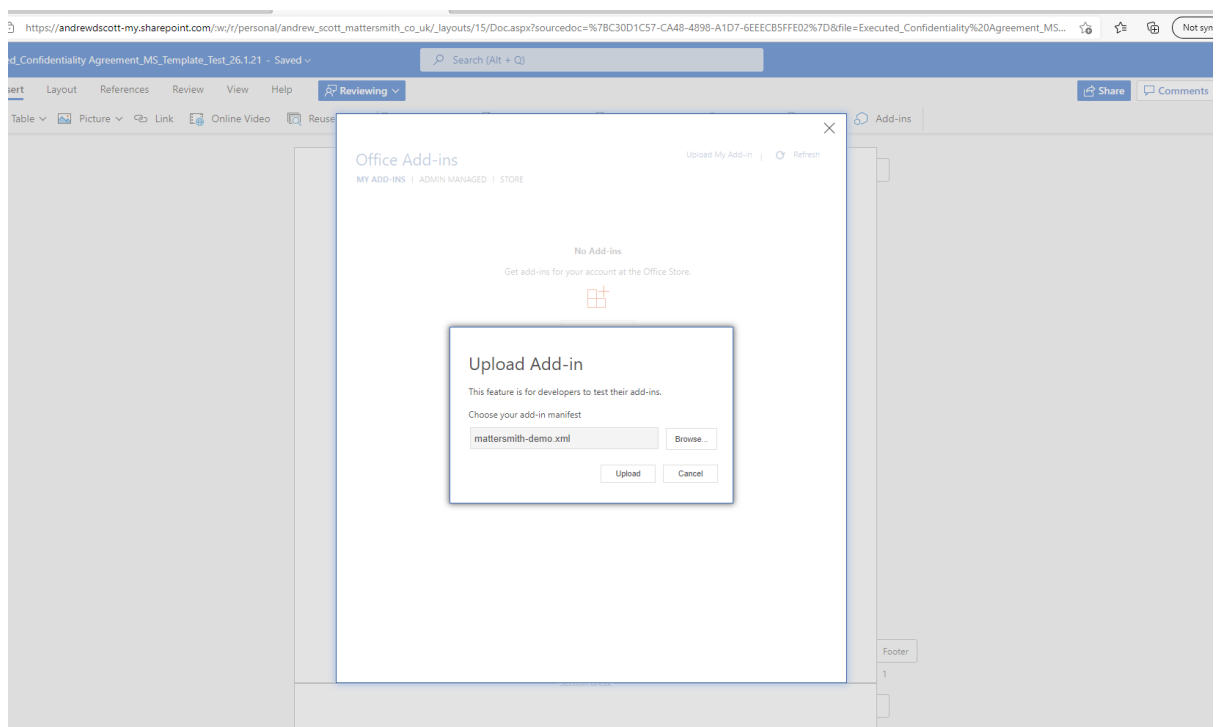 https://andrewdscott-my.sharepoint.com/:w:/r/personal/andrew_scott_mattersmith_co_uk/_layouts/15/Doc.aspx?sourcedoc=%7BC30D1C57-CA48-4898-A1D7-6EEECB5FFE02%7D&file=Executed_Confidentiality%20Agreement_MS... Not syn
ed_Confidentiality Agreement_MS_Template_Test_26.1.21 - Saved Search (Alt + Q)
sert Layout References Review View Help Reviewing Share Comments
Table Picture Link Online Video Reuse Add-ins
Office Add-ins Upload My Add-in | Refresh
MY ADD-INS | ADMIN MANAGED | STORE
No Add-ins
Get add-ins for your account at the Office Store.
Upload Add-in
This feature is for developers to test their add-ins.
Choose your add-in manifest
mattersmith-demo.xml Browse...
Upload Cancel
Footer
1